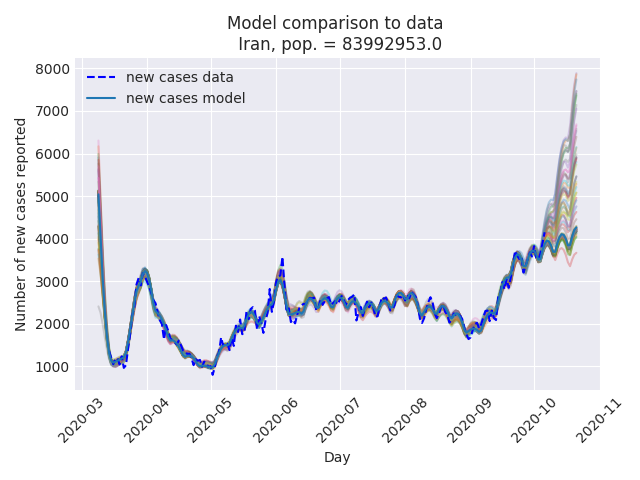 Model comparison to data
Iran, pop. = 83992953.0
new cases data
new cases model
Number of new cases reported
8000
7000
6000
5000
4000
3000
2000
1000
2020-03
2020-04
2020-05
2020-06
2020-07
2020-08
2020-09
2020-10
2020-11
Day